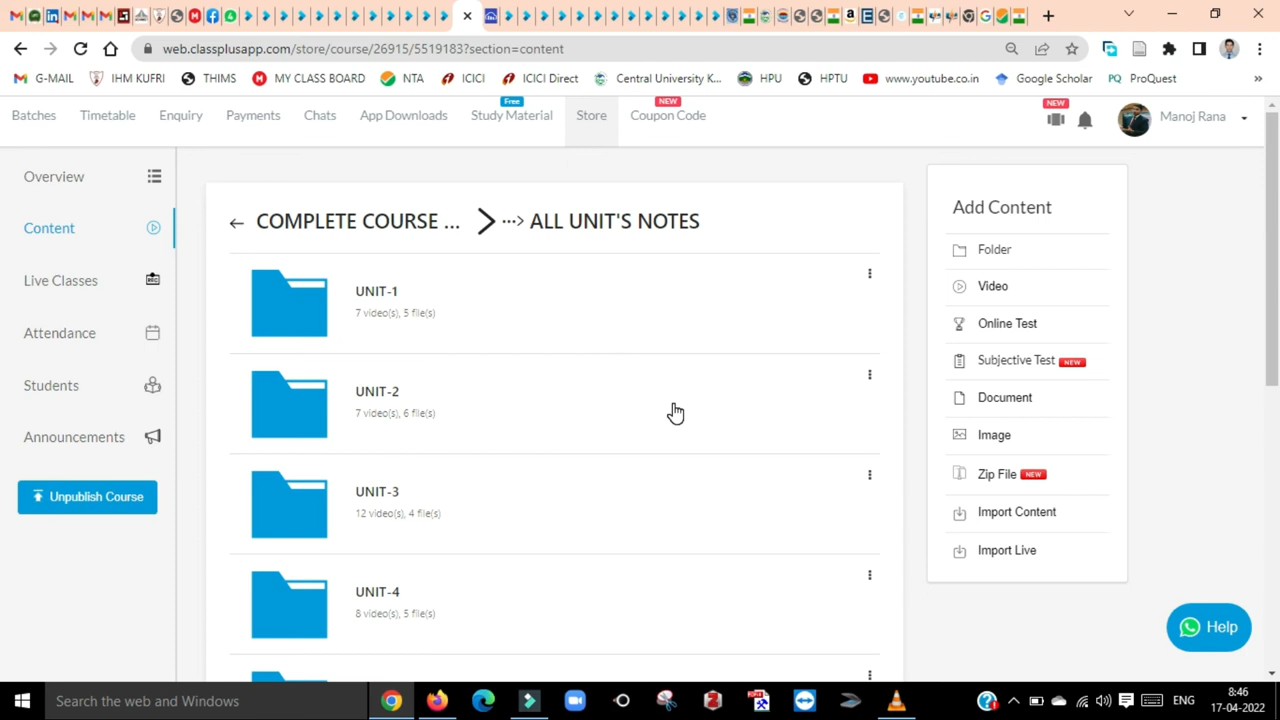 web.classplusapp.com/store/course/26915/5519183?section=content
G-MAIL
IHM KUFRI
THIMS
MY CLASS BOARD
NTA
ICICI
ICICI Direct
Central University K...
HPU
HPTU
www.youtube.co.in
Google Scholar
PQ ProQuest
»
Batches
Timetable
Enquiry
Payments
Chats
App Downloads
Free
Study Material
Store
NEW
Coupon Code
NEW
Manoj Rana
Overview
Content
Live Classes
Attendance
Students
Announcements
Unpublish Course
COMPLETE COURSE ...
ALL UNIT'S NOTES
UNIT-1
7 video(s), 5 file(s)
UNIT-2
7 video(s), 6 file(s)
UNIT-3
12 video(s), 4 file(s)
UNIT-4
8 video(s), 5 file(s)
Add Content
Folder
Video
Online Test
Subjective Test NEW
Document
Image
Zip File NEW
Import Content
Import Live
Help
Search the web and Windows
ENG
8:46
17-04-2022